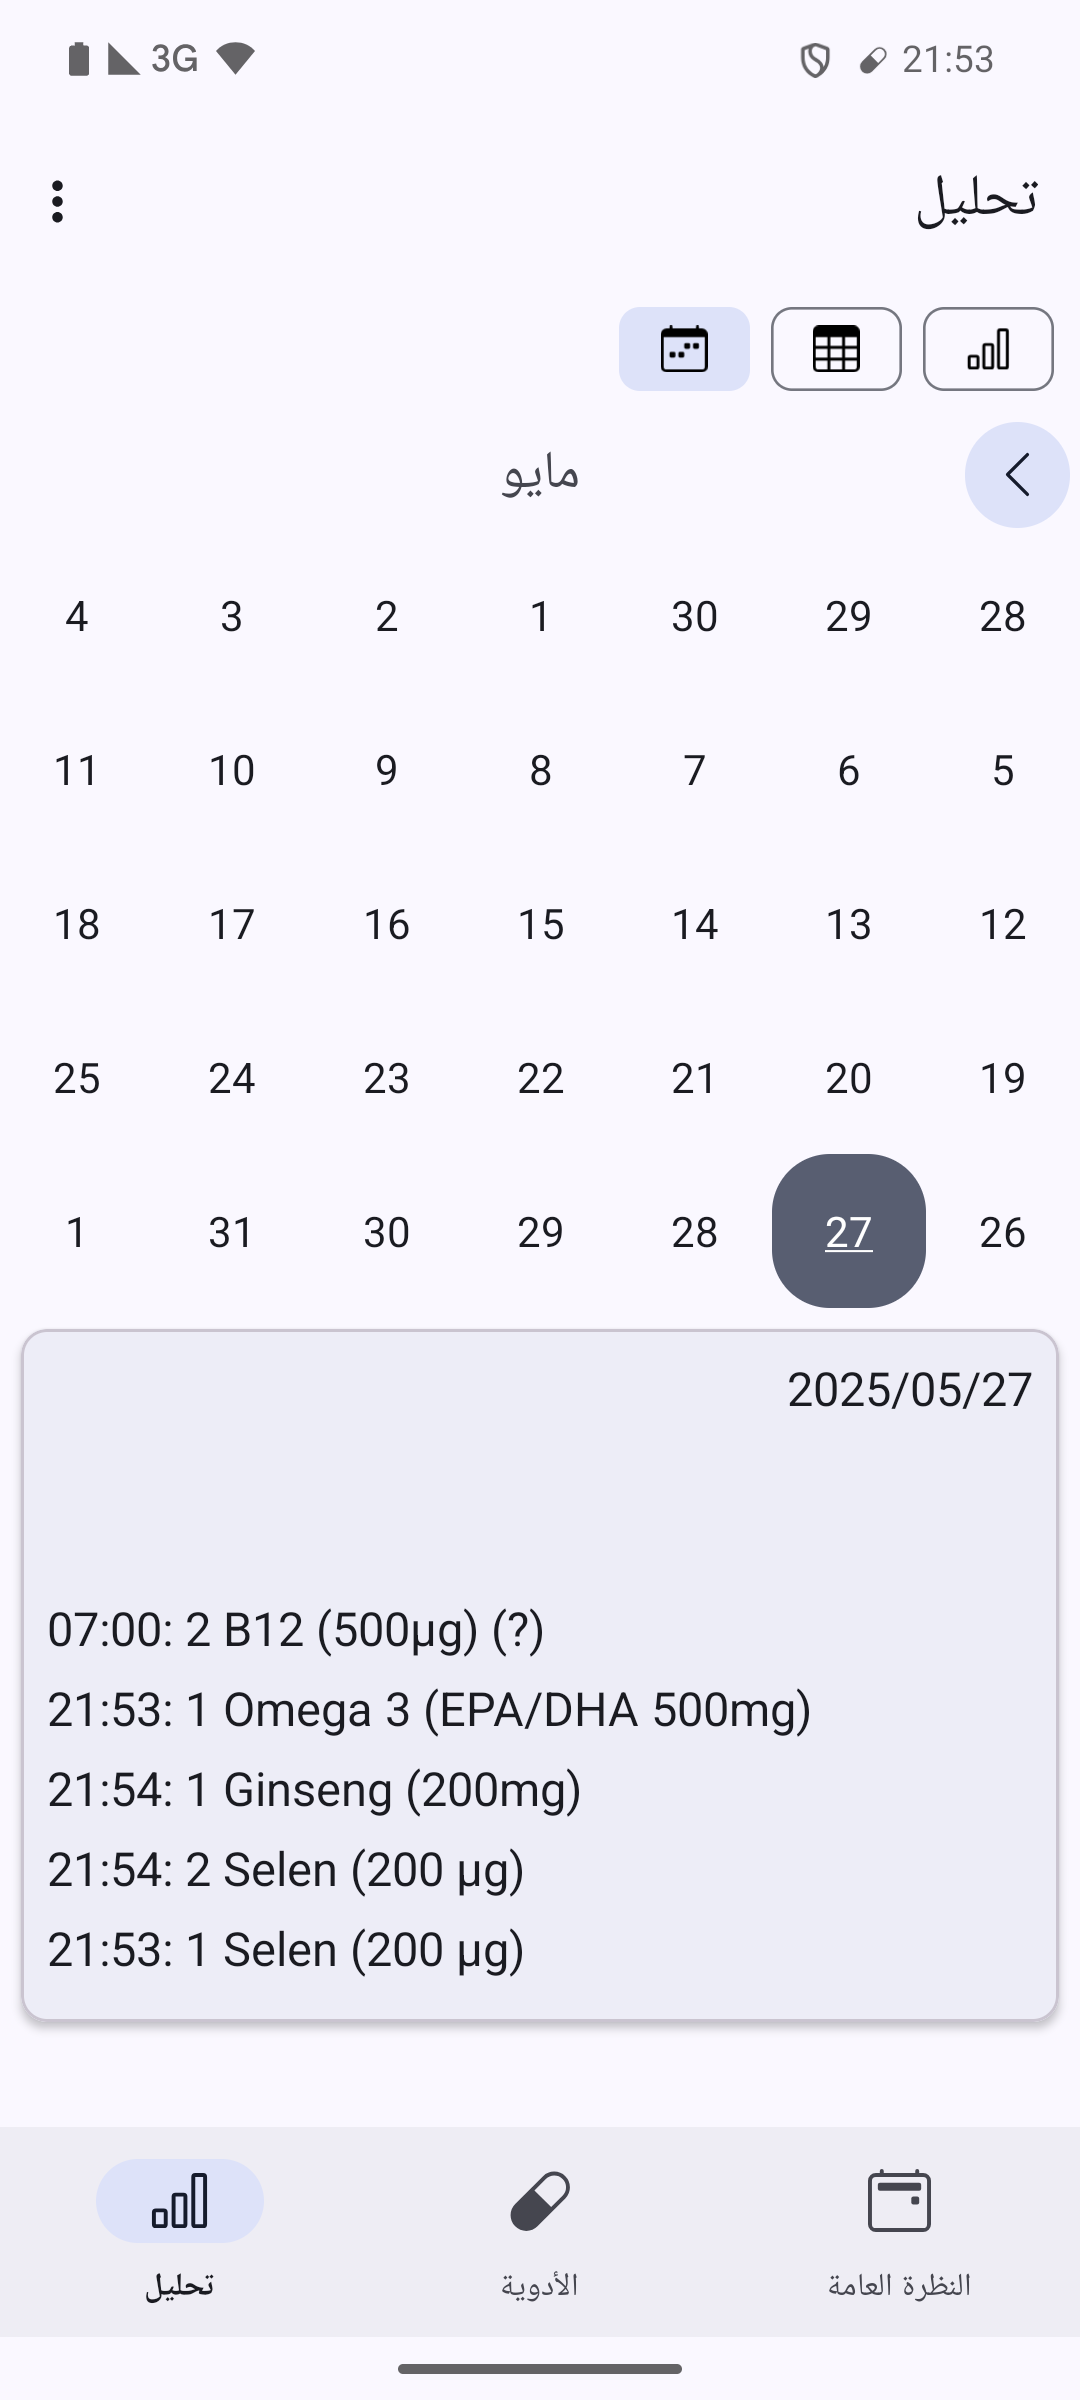 21:53
3G
تحليل
مايو
28 29 30 1 2 3 4
5 6 7 8 9 10 11
12 13 14 15 16 17 18
19 20 21 22 23 24 25
26 27 28 29 30 31 1
2025/05/27
07:00: 2 B12 (500µg) (?)
21:53: 1 Omega 3 (EPA/DHA 500mg)
21:54: 1 Ginseng (200mg)
21:54: 2 Selen (200 µg)
21:53: 1 Selen (200 µg)
النظرة العامة
الأدوية
تحليل